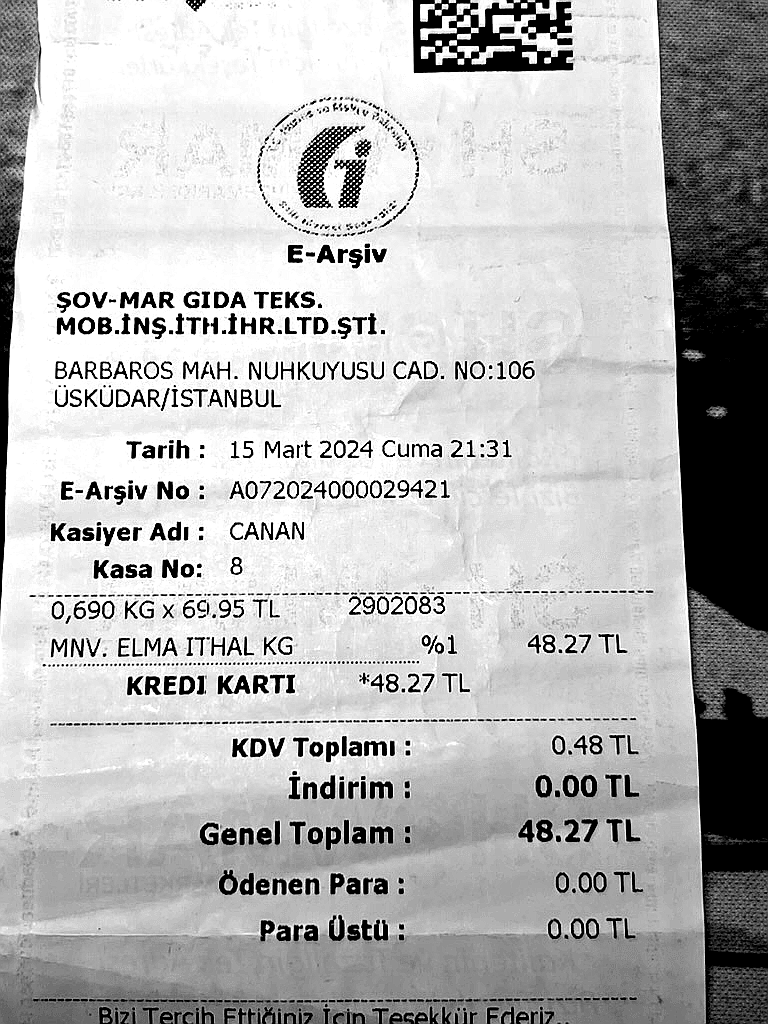 E-Arşiv
ŞOV-MAR GIDA TEKS.
MOB.İNŞ.İTH.İHR.LTD.ŞTİ.
BARBAROS MAH. NUHKUYUSU CAD. NO:106
ÜSKÜDAR/İSTANBUL
Tarih : 15 Mart 2024 Cuma 21:31
E-Arşiv No : A072024000029421
Kasiyer Adı : CANAN
Kasa No: 8
0,690 KG x 69.95 TL 2902083
MNV. ELMA ITHAL KG %1 48.27 TL
KREDI KARTI *48.27 TL
KDV Toplamı : 0.48 TL
İndirim : 0.00 TL
Genel Toplam : 48.27 TL
Ödenen Para : 0.00 TL
Para Üstü : 0.00 TL
Bizi Tercih Ettiğiniz İçin Teşekkür Ederiz..